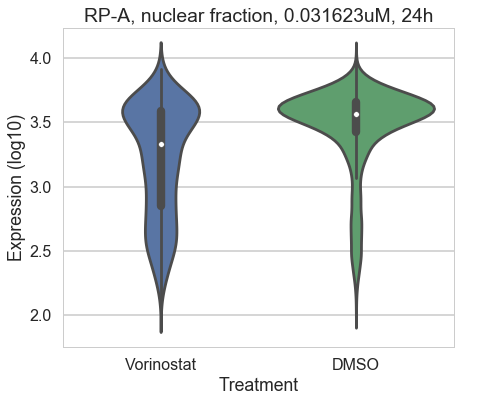 RP-A, nuclear fraction, 0.031623uM, 24h
4.0
3.5
3.0
2.5
2.0
Expression (log10)
Vorinostat DMSO
Treatment